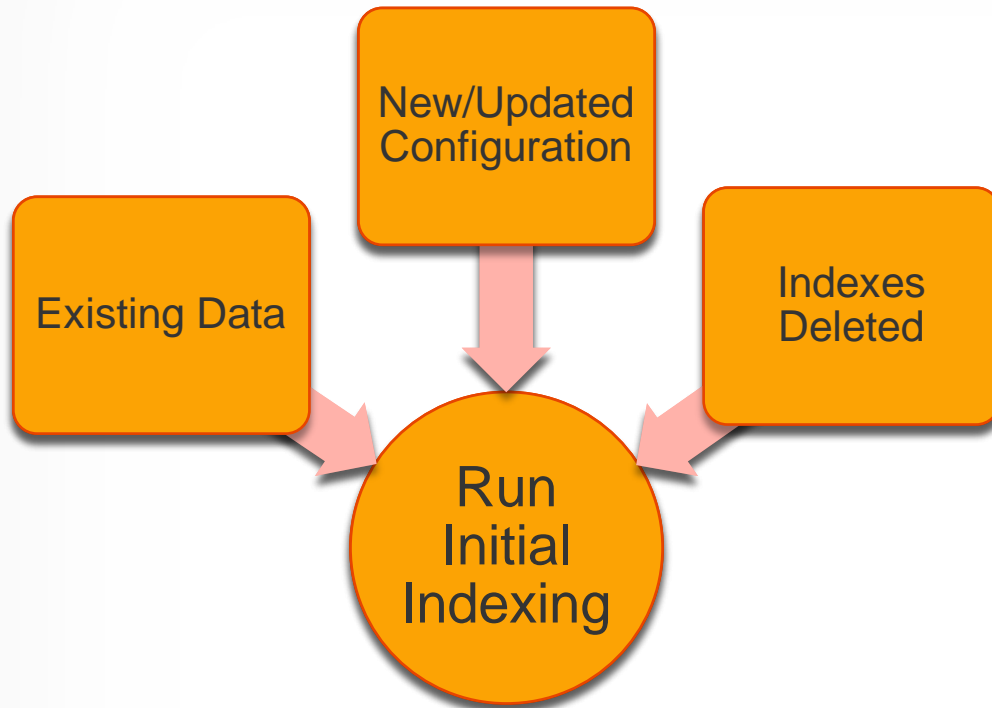 New/Updated
Configuration
Existing Data
Indexes
Deleted
Run
Initial
Indexing